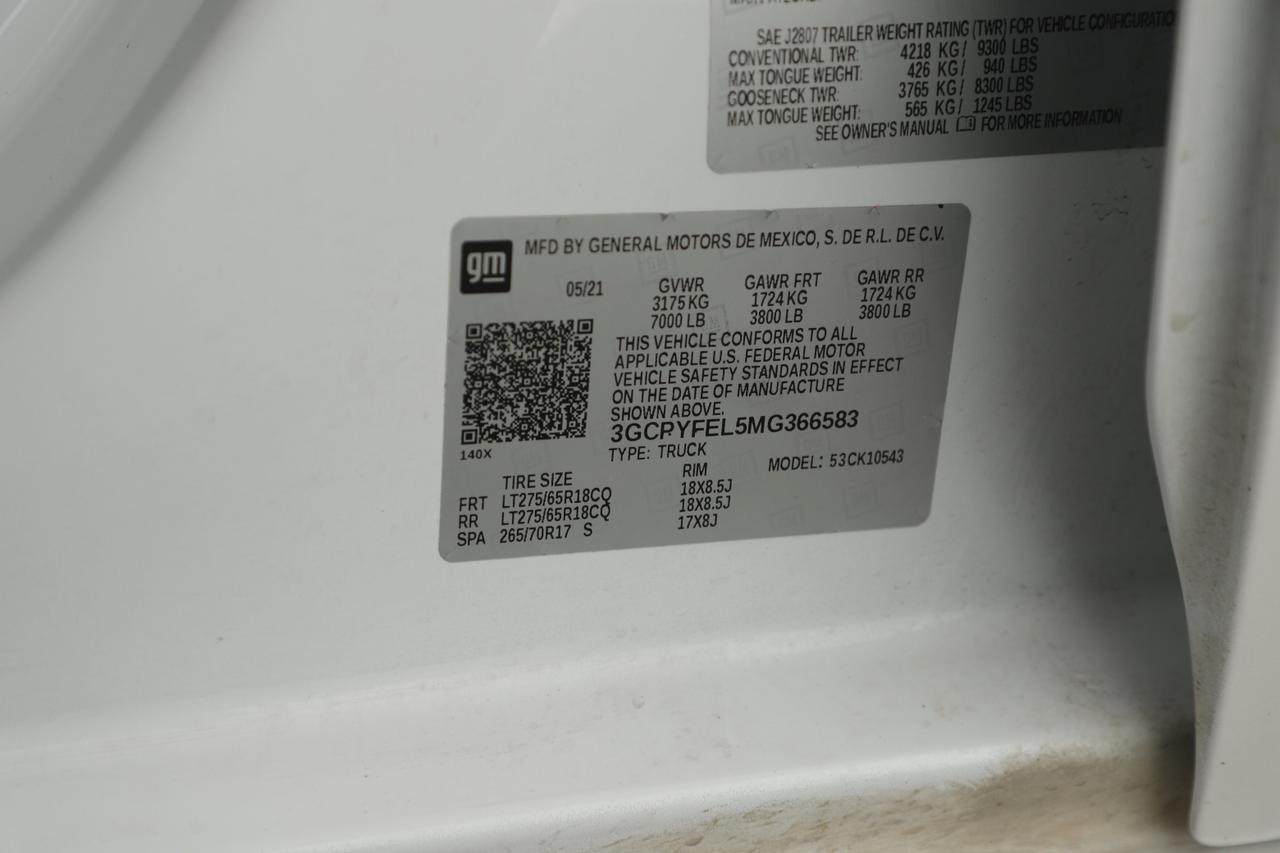 SAE J2807 TRAILER WEIGHT RATING (TWR) FOR VEHICLE CONFIGURATIO
CONVENTIONAL TWR: 4218 KG/ 9300 LBS
MAX TONGUE WEIGHT: 426 KG/ 940 LBS
GOOSENECK TWR: 3765 KG/ 8300 LBS
MAX TONGUE WEIGHT: 565 KG/ 1245 LBS
SEE OWNER'S MANUAL FOR MORE INFORMATION
gm
MFD BY GENERAL MOTORS DE MEXICO, S. DE R.L. DE C.V.
05/21 GVWR GAWR FRT GAWR RR
3175 KG 1724 KG 1724 KG
7000 LB 3800 LB 3800 LB
THIS VEHICLE CONFORMS TO ALL
APPLICABLE U.S. FEDERAL MOTOR
VEHICLE SAFETY STANDARDS IN EFFECT
ON THE DATE OF MANUFACTURE
SHOWN ABOVE.
3GCPYFEL5MG366583
140X
TYPE: TRUCK MODEL: 53CK10543
TIRE SIZE RIM
FRT LT275/65R18CQ 18X8.5J
RR LT275/65R18CQ 18X8.5J
SPA 265/70R17 S 17X8J